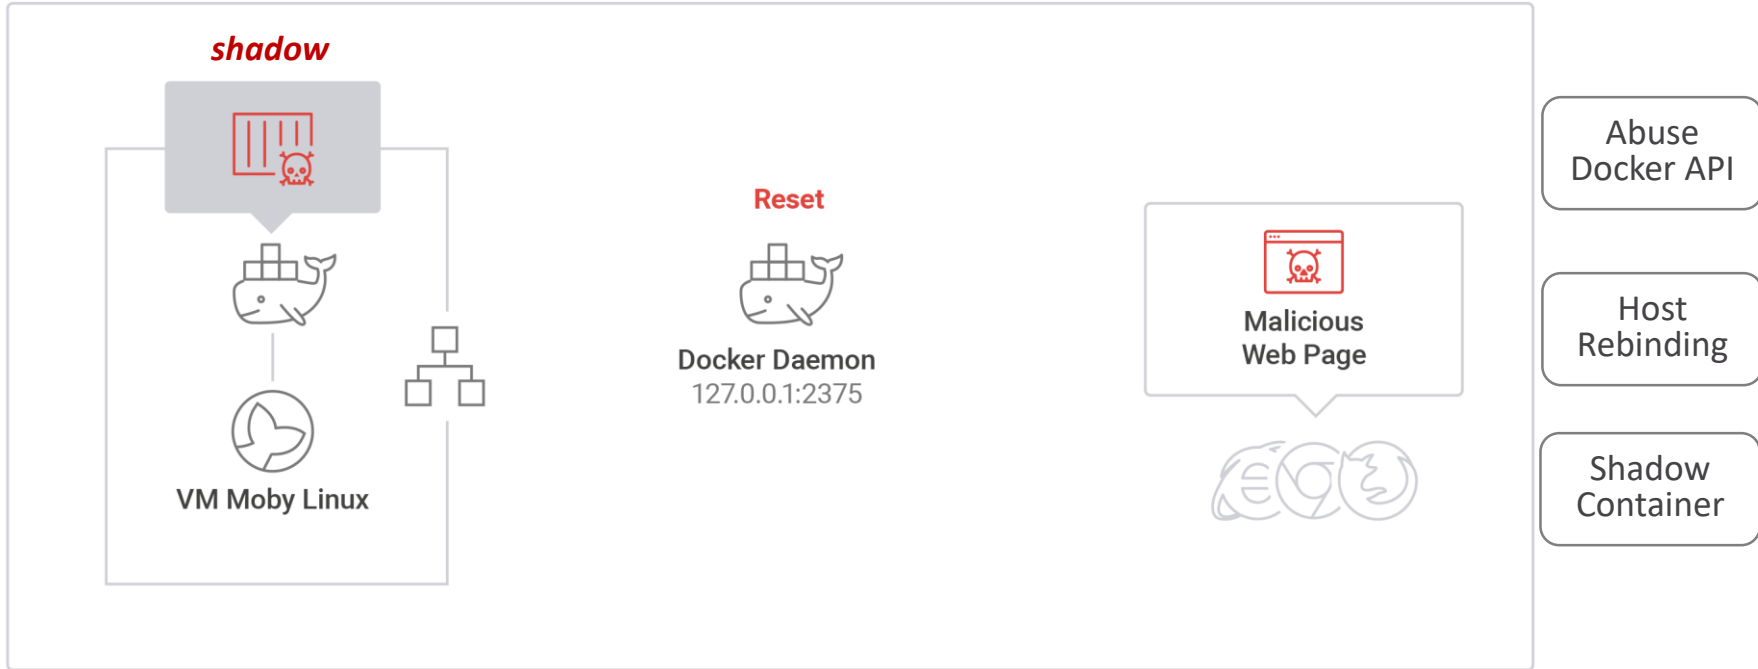 shadow
Reset
Docker Daemon
127.0.0.1:2375
VM Moby Linux
Malicious
Web Page
Abuse
Docker API
Host
Rebinding
Shadow
Container